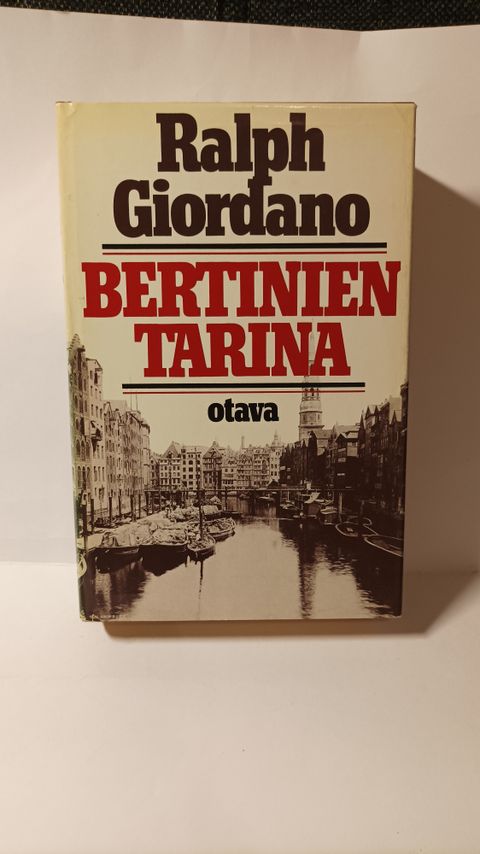 Ralph
Giordano
BERTINIEN
TARINA
otava